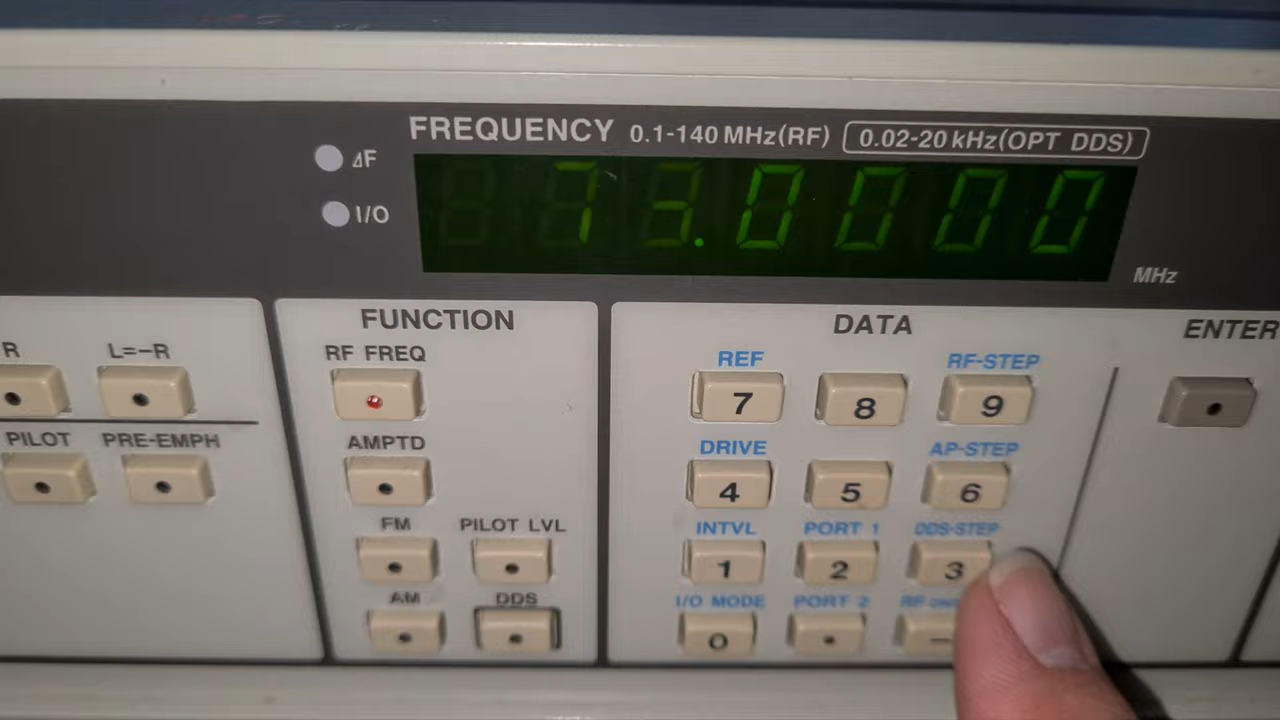 FREQUENCY 0.1-140 MHz(RF) 0.02-20 kHz(OPT DDS)
ΔF
I/O
73.0000
MHz
FUNCTION
DATA
ENTER
R
L=-R
RF FREQ
REF
RF-STEP
7
8
9
PILOT
PRE-EMPH
AMPTD
DRIVE
AP-STEP
4
5
6
FM
PILOT LVL
INTVL
PORT 1
DDS-STEP
1
2
3
AM
DDS
I/O MODE
PORT 2
RF
0
.
−